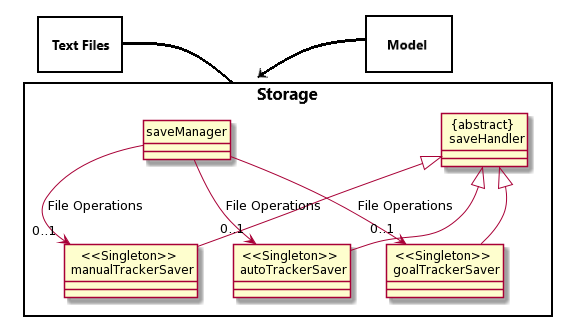 Text Files
Model
Storage
saveManager
{abstract}
saveHandler
File Operations
File Operations
File Operations
0..1
0..1
0..1
<<Singleton>>
manualTrackerSaver
<<Singleton>>
autoTrackerSaver
<<Singleton>>
goalTrackerSaver